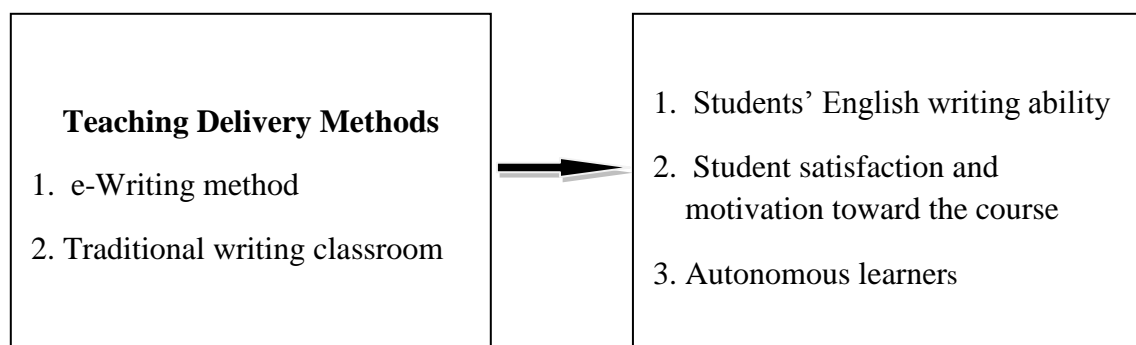 Teaching Delivery Methods
1. e-Writing method
2. Traditional writing classroom
1. Students’ English writing ability
2. Student satisfaction and
motivation toward the course
3. Autonomous learners